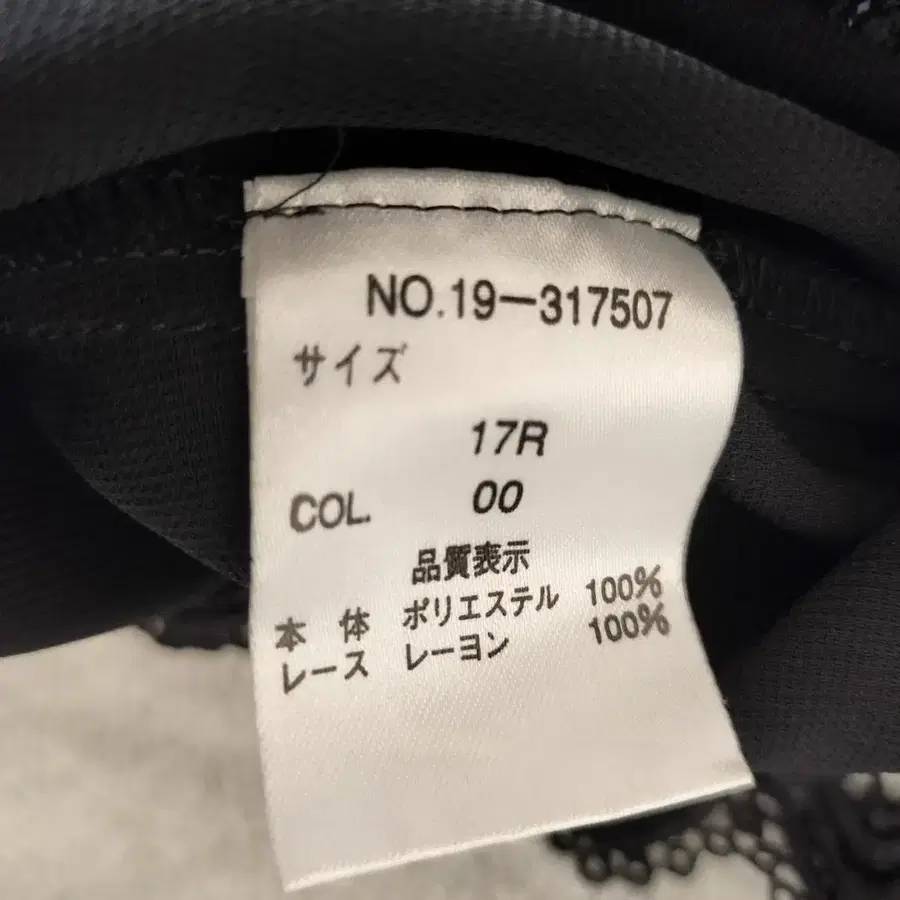 NO.19−317507
サイズ
17R
COL. 00
品質表示
本 体 ポリエステル 100%
レース レーヨン 100%